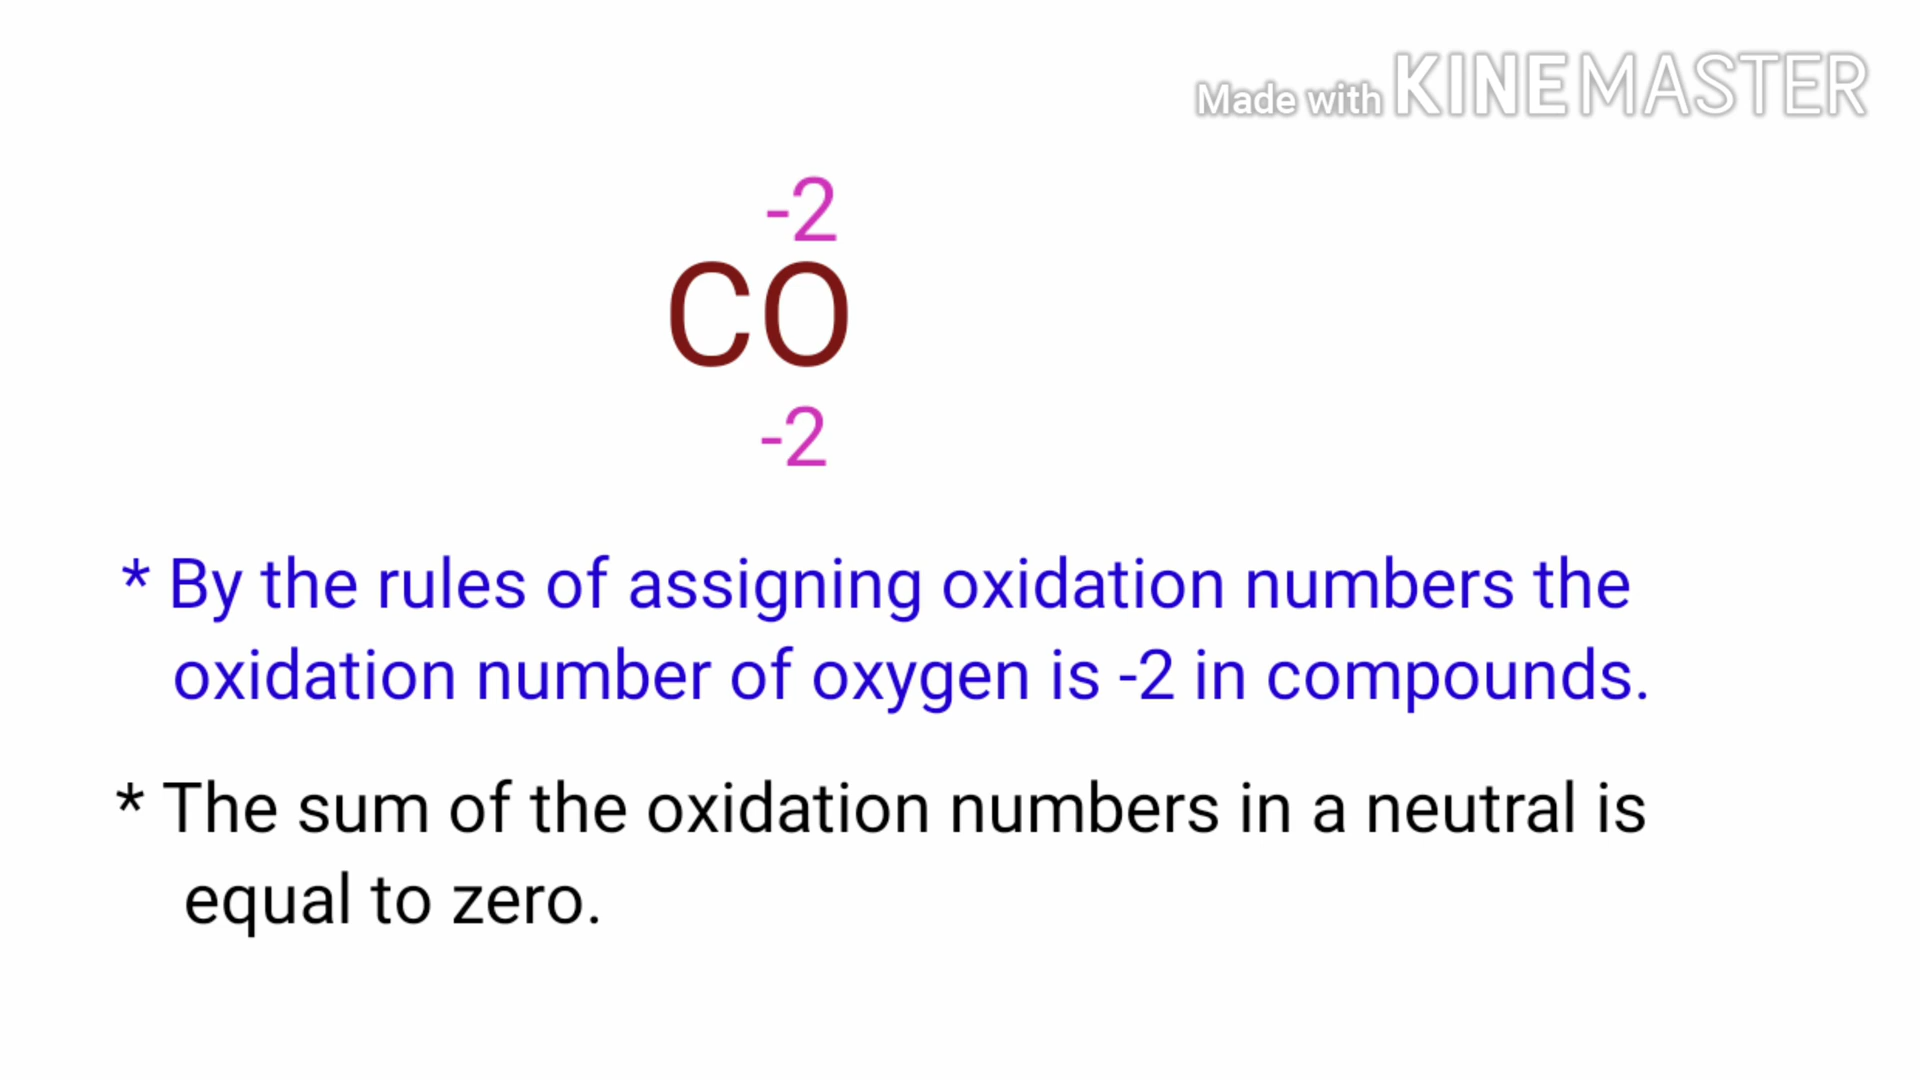 Made with KINEMASTER
-2
CO
-2
* By the rules of assigning oxidation numbers the
oxidation number of oxygen is -2 in compounds.
* The sum of the oxidation numbers in a neutral is
equal to zero.